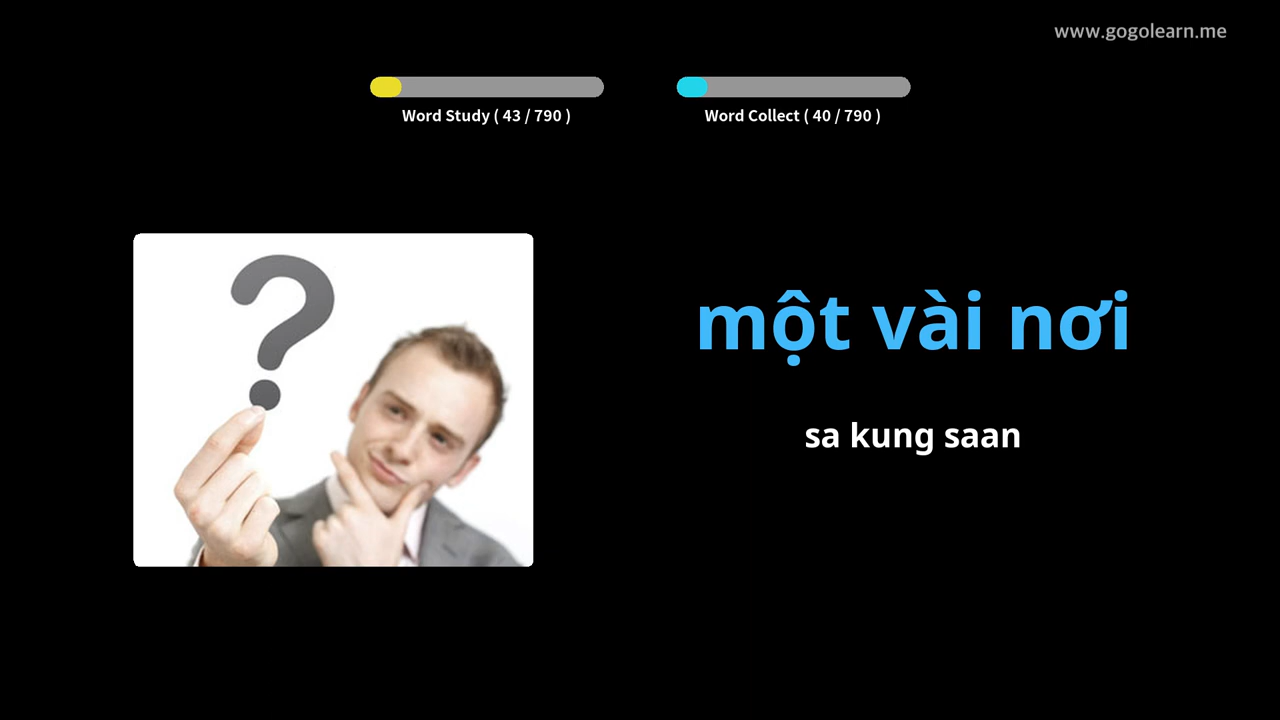 www.gogolearn.me
Word Study ( 43 / 790 )
Word Collect ( 40 / 790 )
một vài nơi
sa kung saan